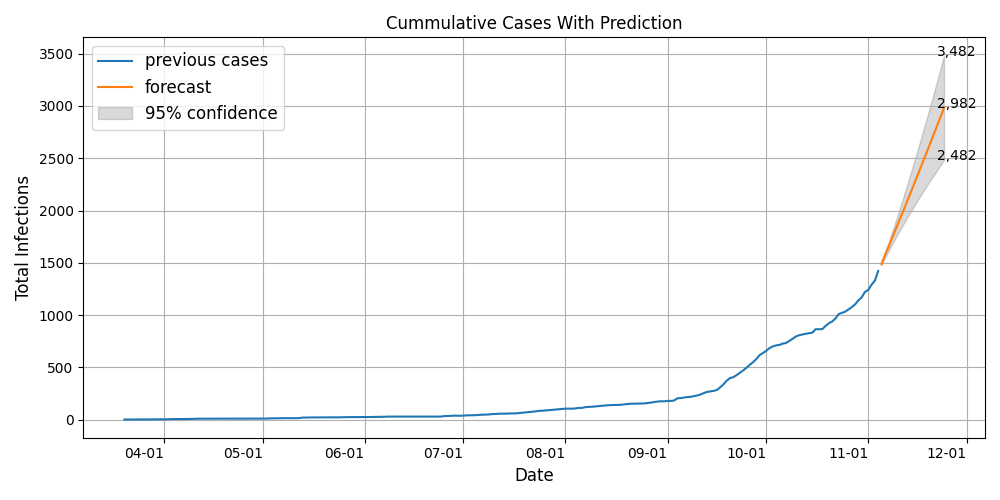 Cummulative Cases With Prediction
previous cases
forecast
95% confidence
3,482
2,982
2,482
3500
3000
2500
2000
1500
1000
500
0
Total Infections
04-01 05-01 06-01 07-01 08-01 09-01 10-01 11-01 12-01
Date